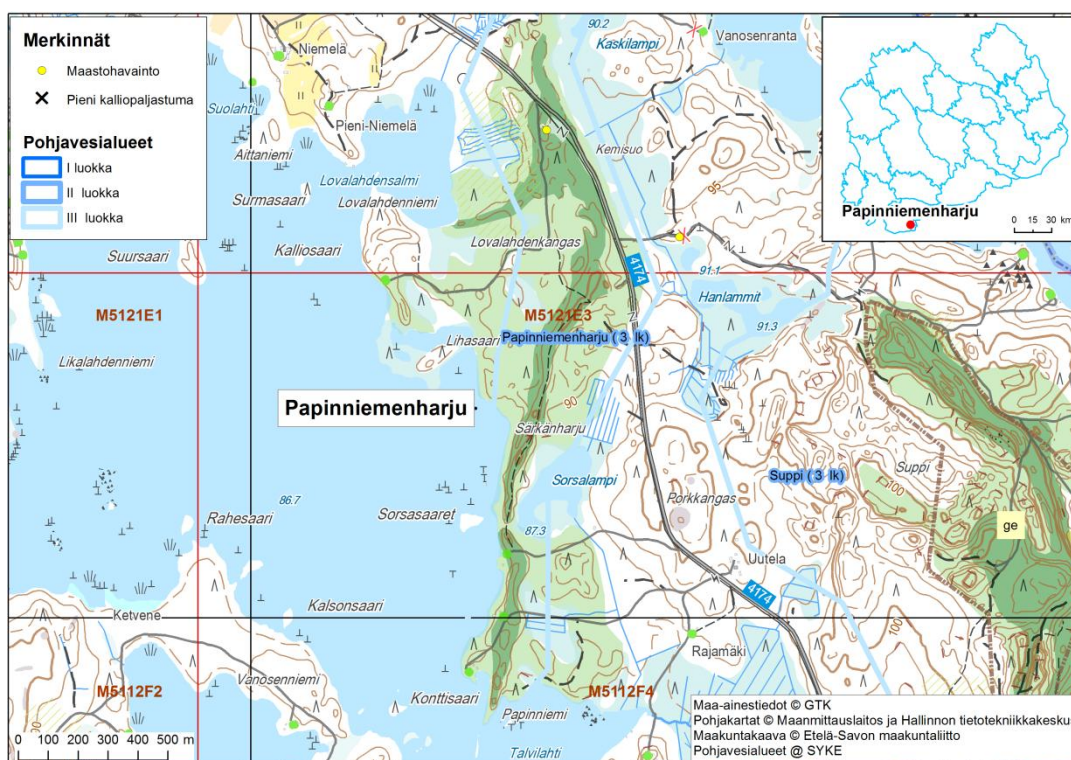 Merkinnät
Maastohavainto
Pieni kalliopaljastuma
Pohjavesialueet
I luokka
II luokka
III luokka
Niemelä
Pieni-Niemelä
Suolahti
Aittaniemi
Lovalahdensalmi
Surmasaari
Lovalahdenniemi
Kalliosaari
Suursaari
M5121E1
Likalahdenniemi
90.2
Kaskilampi
Vanosenranta
Kemisuo
95
Lovalahdenkangas
4174
91.1
Hanlammit
91.3
M5121E3
Lihasaari
Papinniemenharju ( 3 lk)
Papinniemenharju
90
Särkänharju
Sorsalampi
86.7
Rahesaari
Sorsasaaret
87.3
Porkkangas
Suppi ( 3 lk)
Suppi
100
ge
Uutela
4174
Ketvene
Kalsonsaari
Rajamäki
100
M5112F2
Vanosenniemi
Konttisaari
Papinniemi
M5112F4
Talvilahti
0 100 200 300 400 500 m
Papinniemenharju
0 15 30 km
Maa-ainestiedot © GTK
Pohjakartat © Maanmittauslaitos ja Hallinnon tietotekniikkakesku
Maakuntakaava © Etelä-Savon maakuntaliitto
Pohjavesialueet @ SYKE